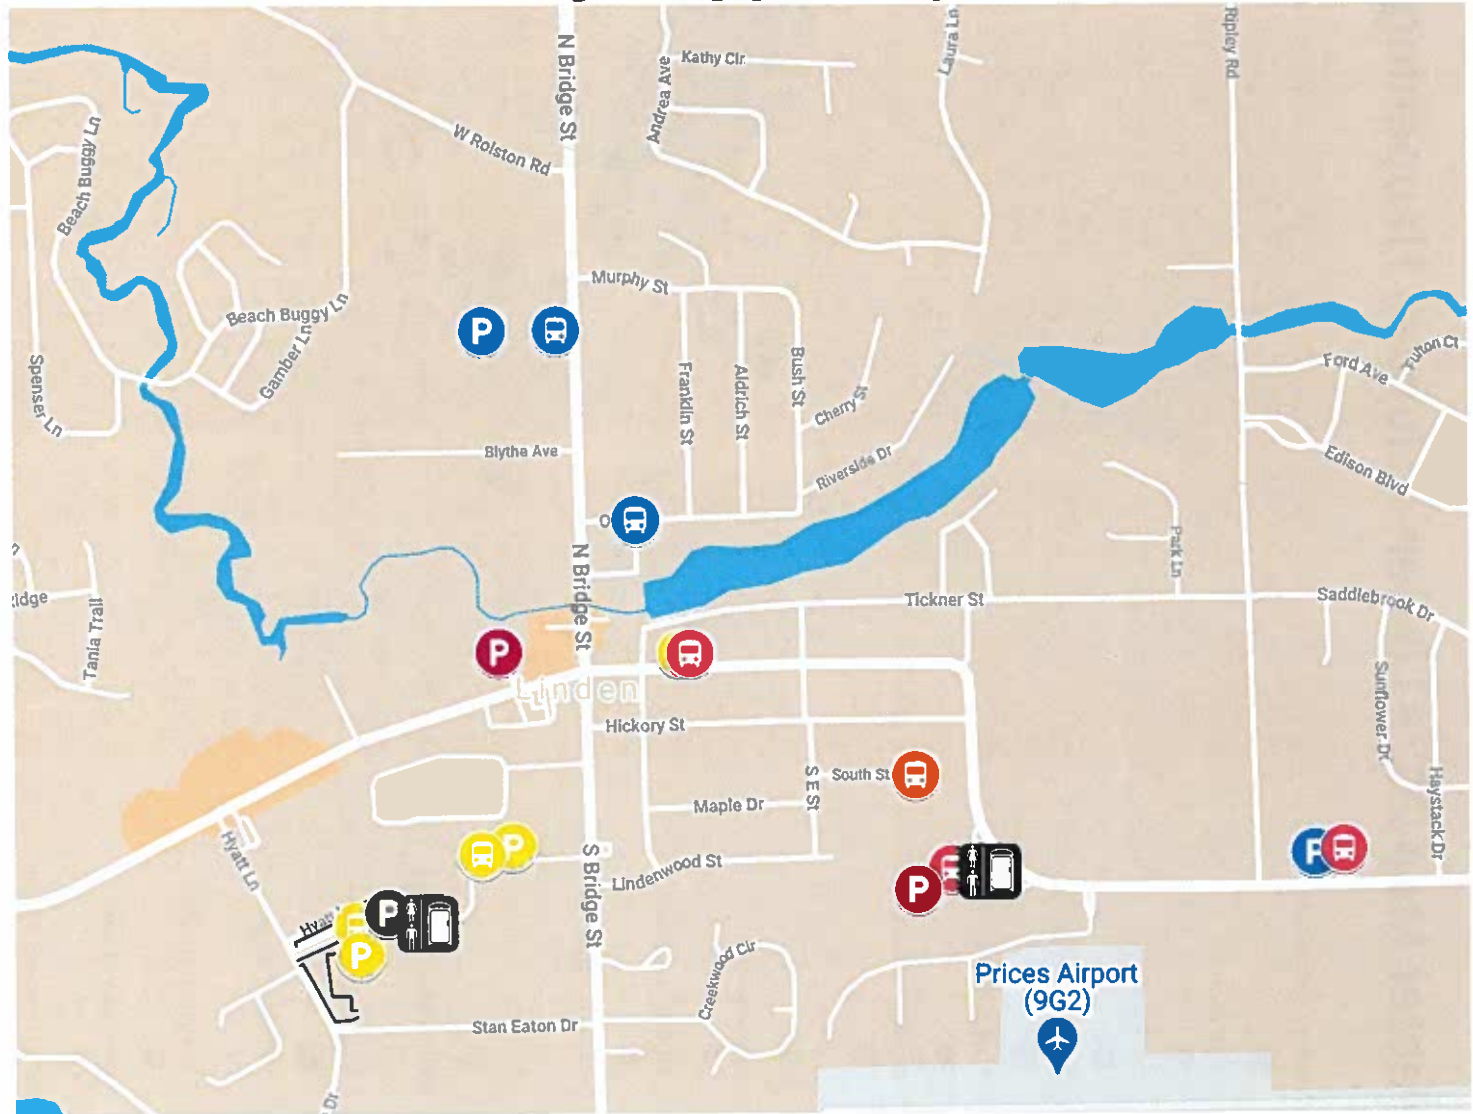 N Bridge St
Kathy Cir
Andrea Ave
Laura Ln
Ripley Rd
W Rolston Rd
Beach Buggy Ln
Murphy St
Beach Buggy Ln
Gamber Ln
P
Spenser Ln
Franklin St
Aldrich St
Bush St
Cherry St
Fulton Ct
Ford Ave
Blythe Ave
Riverside Dr
Edison Blvd
O
N Bridge St
Park Ln
Tania Trail
Tickner St
Saddlebrook Dr
P
Linden
Hickory St
Sunflower Dr
S E St
South St
Maple Dr
Haystack Dr
Hyatt Ln
P
S Bridge St
Lindenwood St
P
P
P
Hyatt
P
Creekwood Cir
Prices Airport
(9G2)
Stan Eaton Dr
Dr